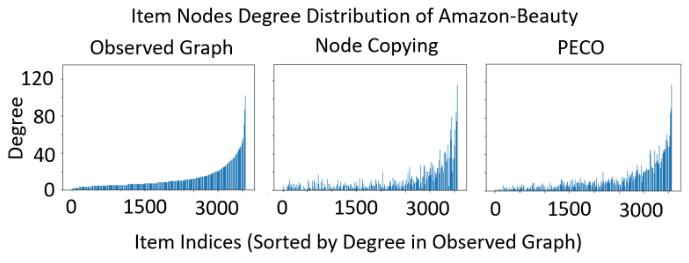 Item Nodes Degree Distribution of Amazon-Beauty
Observed Graph
Node Copying
PECO
Degree
120
80
40
0
0 1500 3000
0 1500 3000
0 1500 3000
Item Indices (Sorted by Degree in Observed Graph)